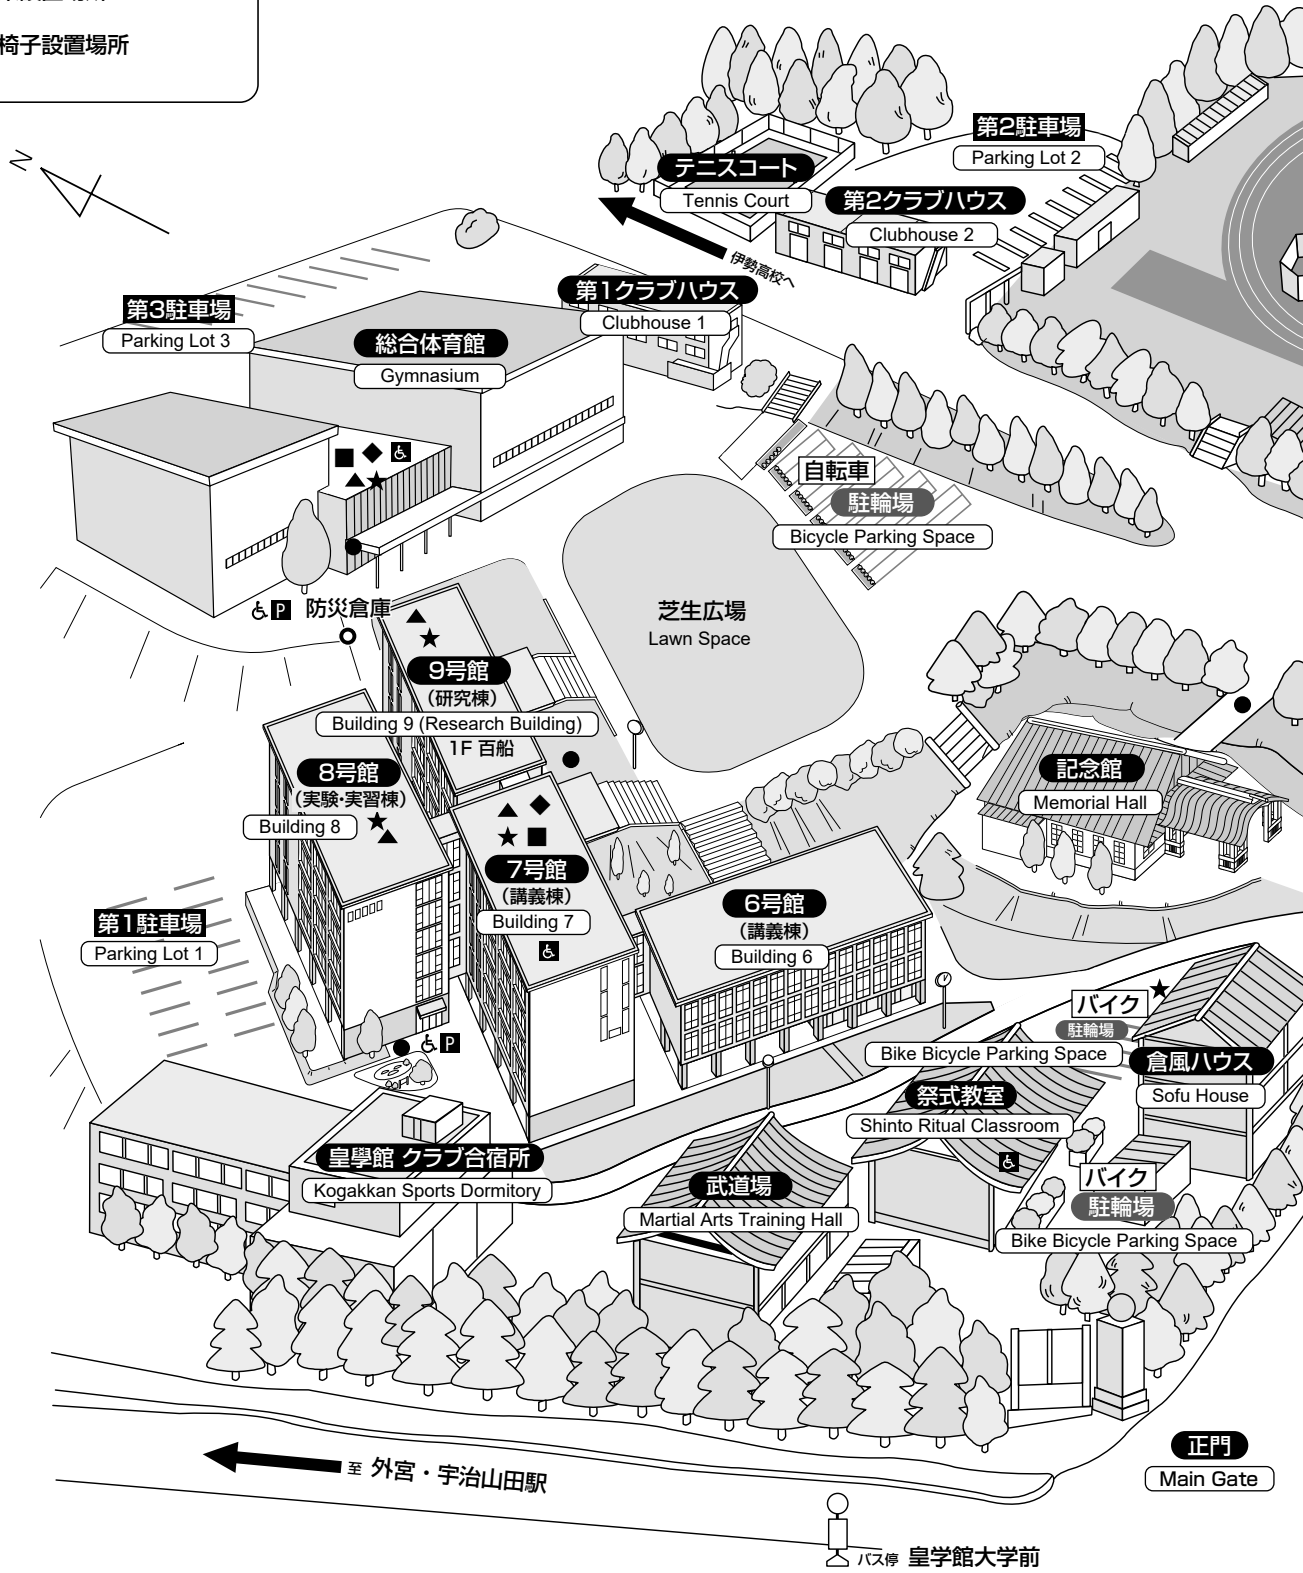 椅子設置場所
N
第2駐車場
Parking Lot 2
テニスコート
Tennis Court
第2クラブハウス
Clubhouse 2
伊勢高校へ
第1クラブハウス
Clubhouse 1
第3駐車場
Parking Lot 3
総合体育館
Gymnasium
自転車
駐輪場
Bicycle Parking Space
P 防災倉庫
芝生広場
Lawn Space
9号館
(研究棟)
Building 9 (Research Building)
1F 百船
8号館
(実験・実習棟)
Building 8
記念館
Memorial Hall
7号館
(講義棟)
Building 7
6号館
(講義棟)
Building 6
第1駐車場
Parking Lot 1
P
バイク
駐輪場
Bike Bicycle Parking Space
倉風ハウス
Sofu House
祭式教室
Shinto Ritual Classroom
皇學館 クラブ合宿所
Kogakkan Sports Dormitory
武道場
Martial Arts Training Hall
バイク
駐輪場
Bike Bicycle Parking Space
正門
Main Gate
至 外宮・宇治山田駅
バス停 皇学館大学前